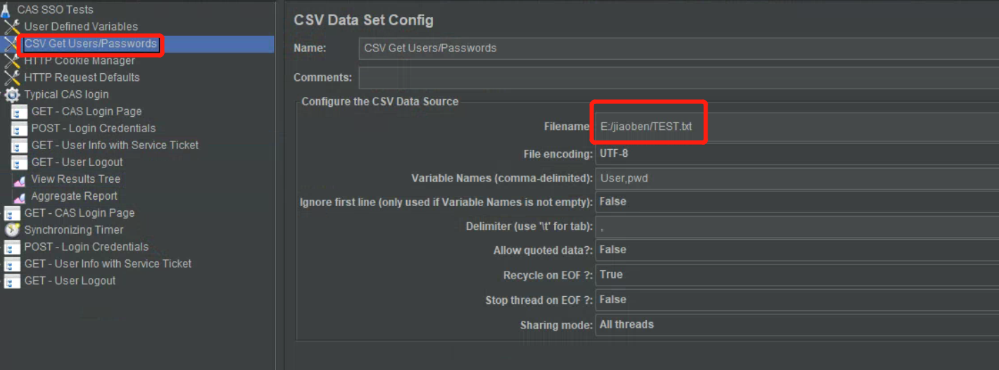 CAS SSO Tests
User Defined Variables
CSV Get Users/Passwords
HTTP Cookie Manager
HTTP Request Defaults
Typical CAS login
GET - CAS Login Page
POST - Login Credentials
GET - User Info with Service Ticket
GET - User Logout
View Results Tree
Aggregate Report
GET - CAS Login Page
Synchronizing Timer
POST - Login Credentials
GET - User Info with Service Ticket
GET - User Logout
CSV Data Set Config
Name: CSV Get Users/Passwords
Comments:
Configure the CSV Data Source
Filename E:/jiaoben/TEST.txt
File encoding: UTF-8
Variable Names (comma-delimited): User,pwd
Ignore first line (only used if Variable Names is not empty): False
Delimiter (use '\t' for tab): ,
Allow quoted data?: False
Recycle on EOF ?: True
Stop thread on EOF ?: False
Sharing mode: All threads